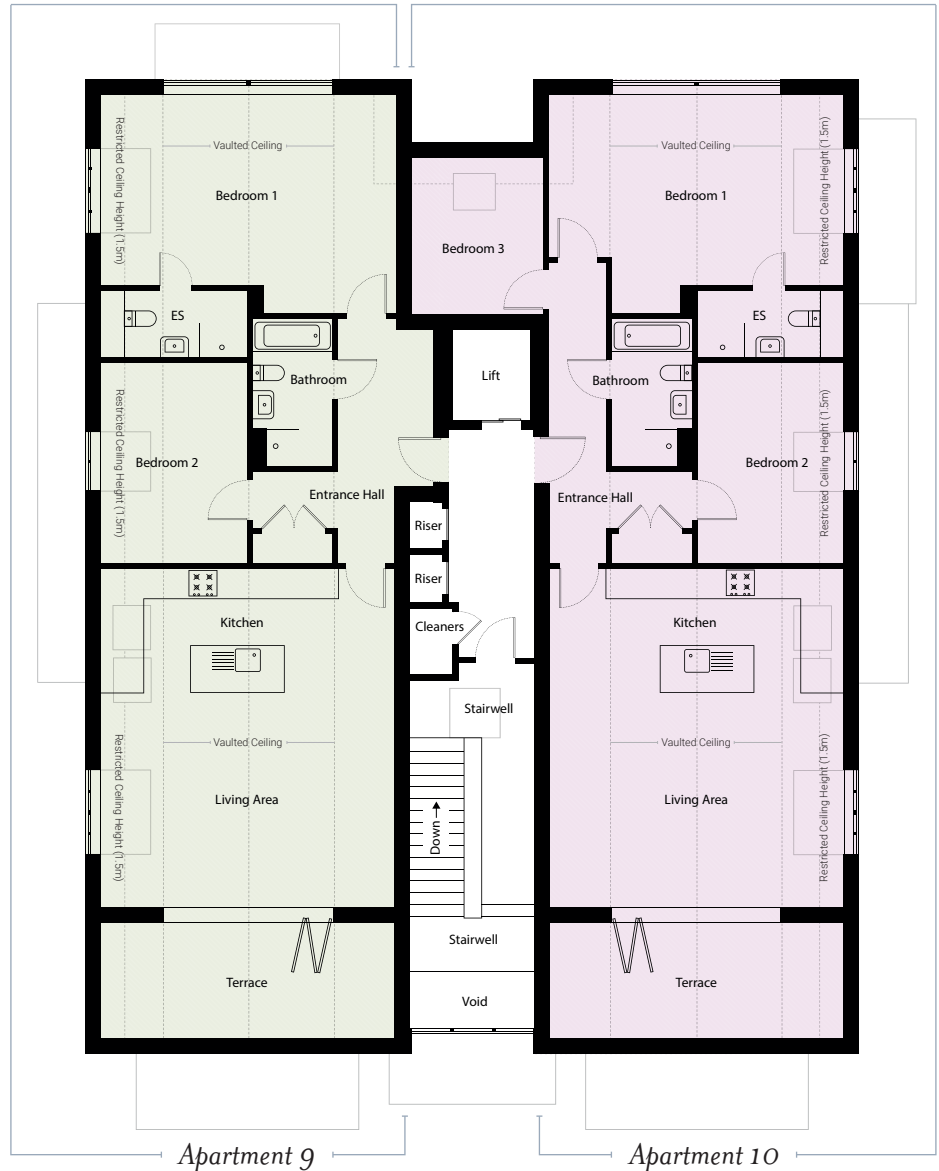 Restricted Ceiling Height (1.5m)
Vaulted Ceiling
Bedroom 1
Bedroom 3
Vaulted Ceiling
Bedroom 1
Restricted Ceiling Height (1.5m)
ES
Bathroom
Lift
Bathroom
ES
Restricted Ceiling Height (1.5m)
Bedroom 2
Entrance Hall
Entrance Hall
Bedroom 2
Restricted Ceiling Height (1.5m)
Riser
Riser
Kitchen
Cleaners
Kitchen
Stairwell
Restricted Ceiling Height (1.5m)
Vaulted Ceiling
Vaulted Ceiling
Restricted Ceiling Height (1.5m)
Living Area
Down
Living Area
Stairwell
Terrace
Void
Terrace
Apartment 9
Apartment 10